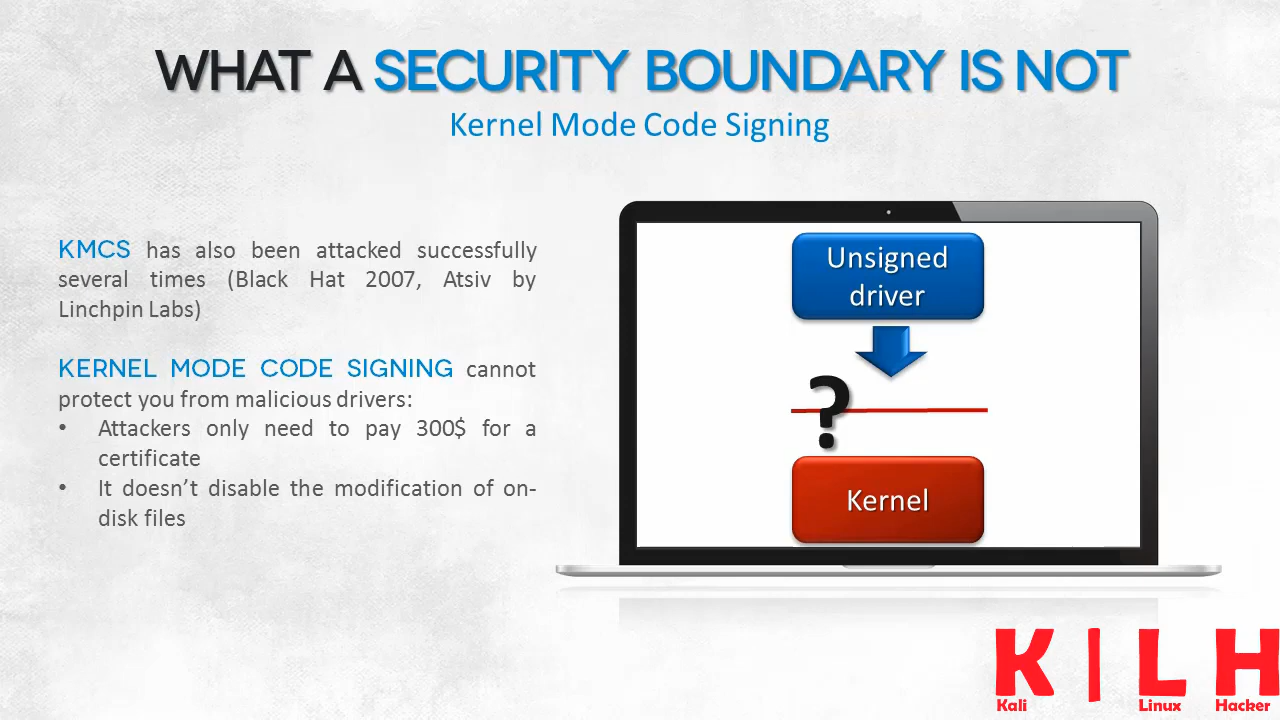 WHAT A SECURITY BOUNDARY IS NOT
Kernel Mode Code Signing
KMCS has also been attacked successfully
several times (Black Hat 2007, Atsiv by
Linchpin Labs)
KERNEL MODE CODE SIGNING cannot
protect you from malicious drivers:
• Attackers only need to pay 300$ for a
certificate
• It doesn’t disable the modification of on-
disk files
Unsigned
driver
?
Kernel
K | L H
Kali Linux Hacker